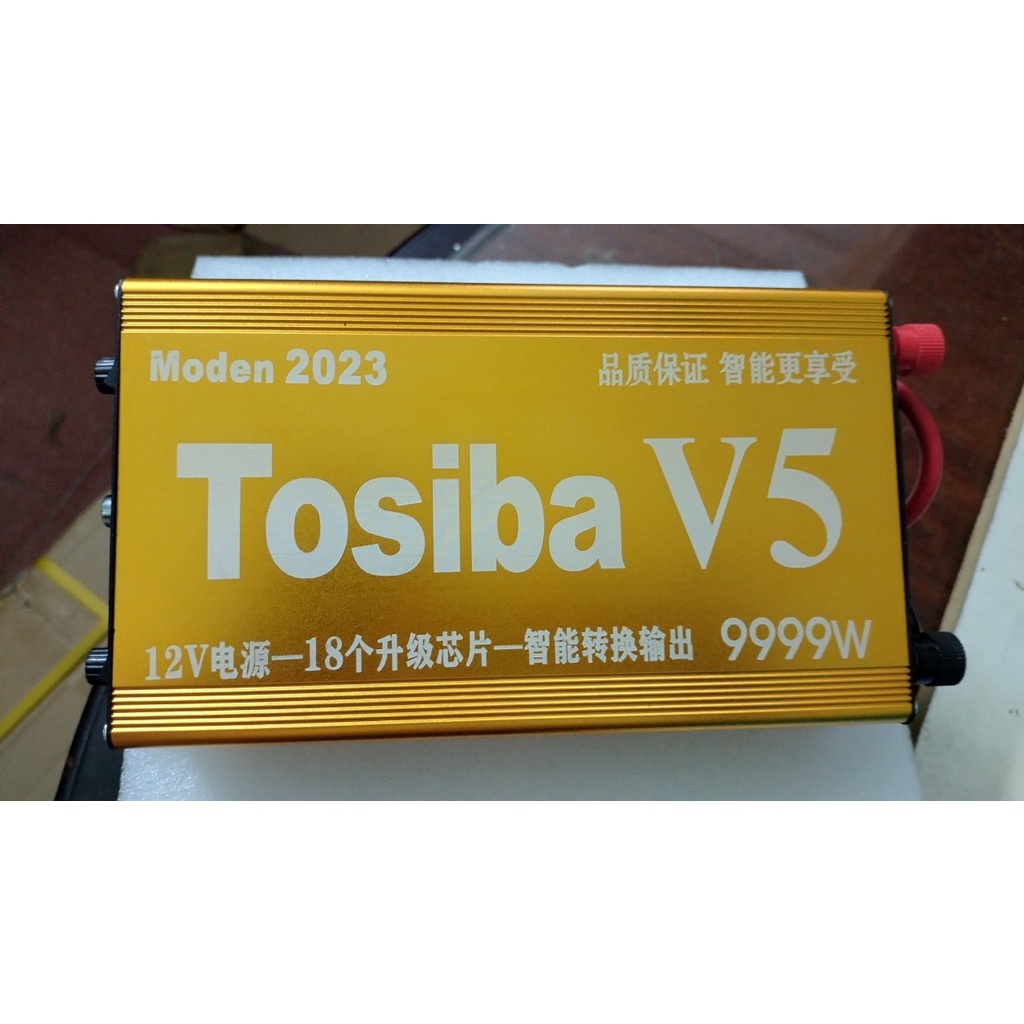 Moden 2023
品质保证 智能更享受
Tosiba V5
12V电源—18个升级芯片—智能转换输出 9999W